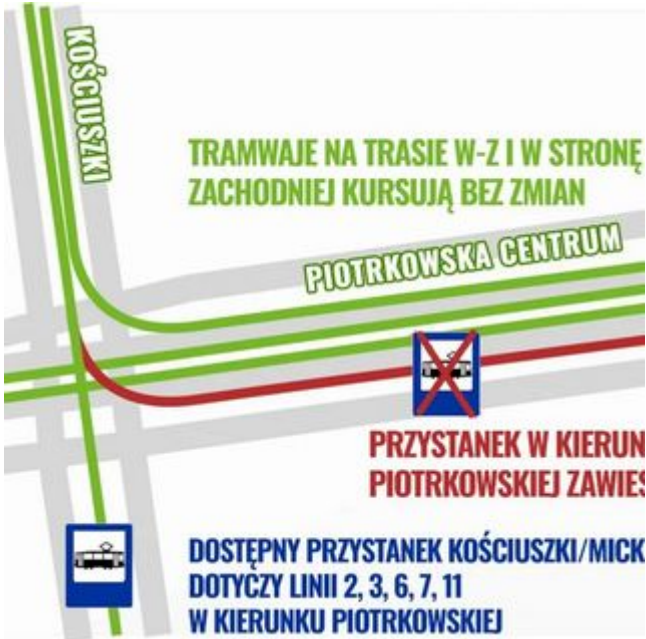 KOŚCIUSZKI
TRAMWAJE NA TRASIE W-Z I W STRONĘ
ZACHODNIEJ KURSUJĄ BEZ ZMIAN
PIOTRKOWSKA CENTRUM
PRZYSTANEK W KIERUN
PIOTRKOWSKIEJ ZAWIES
DOSTĘPNY PRZYSTANEK KOŚCIUSZKI/MICK
DOTYCZY LINII 2, 3, 6, 7, 11
W KIERUNKU PIOTRKOWSKIEJ